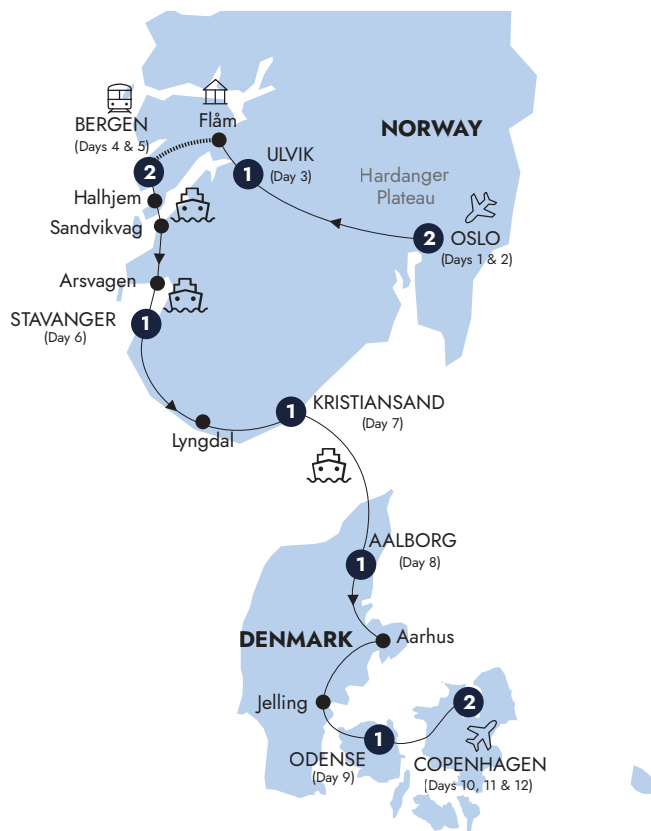 Flåm
BERGEN
(Days 4 & 5)
2
NORWAY
ULVIK
(Day 3)
1
Hardanger
Plateau
Halhjem
Sandvikvag
2
OSLO
(Days 1 & 2)
Arsvagen
STAVANGER
(Day 6)
1
Lyngdal
1
KRISTIANSAND
(Day 7)
AALBORG
(Day 8)
1
DENMARK
Aarhus
Jelling
2
1
ODENSE
(Day 9)
COPENHAGEN
(Days 10, 11 & 12)